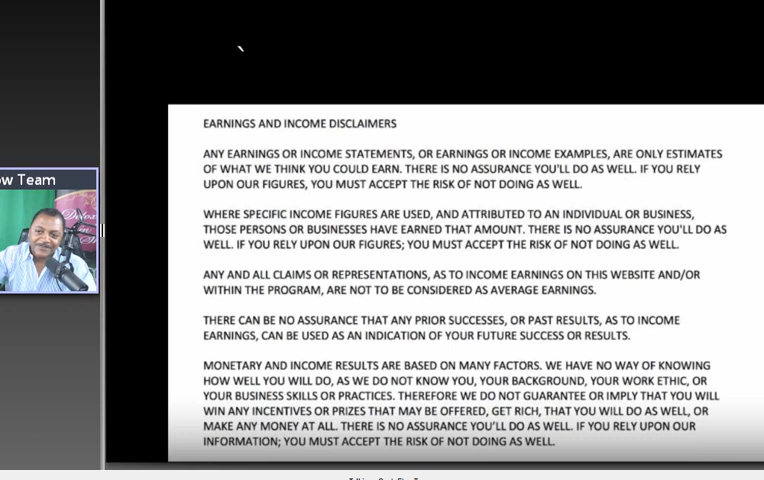 ow Team
Detox
EARNINGS AND INCOME DISCLAIMERS
ANY EARNINGS OR INCOME STATEMENTS, OR EARNINGS OR INCOME EXAMPLES, ARE ONLY ESTIMATES
OF WHAT WE THINK YOU COULD EARN. THERE IS NO ASSURANCE YOU'LL DO AS WELL. IF YOU RELY
UPON OUR FIGURES, YOU MUST ACCEPT THE RISK OF NOT DOING AS WELL.
WHERE SPECIFIC INCOME FIGURES ARE USED, AND ATTRIBUTED TO AN INDIVIDUAL OR BUSINESS,
THOSE PERSONS OR BUSINESSES HAVE EARNED THAT AMOUNT. THERE IS NO ASSURANCE YOU'LL DO AS
WELL. IF YOU RELY UPON OUR FIGURES; YOU MUST ACCEPT THE RISK OF NOT DOING AS WELL.
ANY AND ALL CLAIMS OR REPRESENTATIONS, AS TO INCOME EARNINGS ON THIS WEBSITE AND/OR
WITHIN THE PROGRAM, ARE NOT TO BE CONSIDERED AS AVERAGE EARNINGS.
THERE CAN BE NO ASSURANCE THAT ANY PRIOR SUCCESSES, OR PAST RESULTS, AS TO INCOME
EARNINGS, CAN BE USED AS AN INDICATION OF YOUR FUTURE SUCCESS OR RESULTS.
MONETARY AND INCOME RESULTS ARE BASED ON MANY FACTORS. WE HAVE NO WAY OF KNOWING
HOW WELL YOU WILL DO, AS WE DO NOT KNOW YOU, YOUR BACKGROUND, YOUR WORK ETHIC, OR
YOUR BUSINESS SKILLS OR PRACTICES. THEREFORE WE DO NOT GUARANTEE OR IMPLY THAT YOU WILL
WIN ANY INCENTIVES OR PRIZES THAT MAY BE OFFERED, GET RICH, THAT YOU WILL DO AS WELL, OR
MAKE ANY MONEY AT ALL. THERE IS NO ASSURANCE YOU'LL DO AS WELL. IF YOU RELY UPON OUR
INFORMATION; YOU MUST ACCEPT THE RISK OF NOT DOING AS WELL.